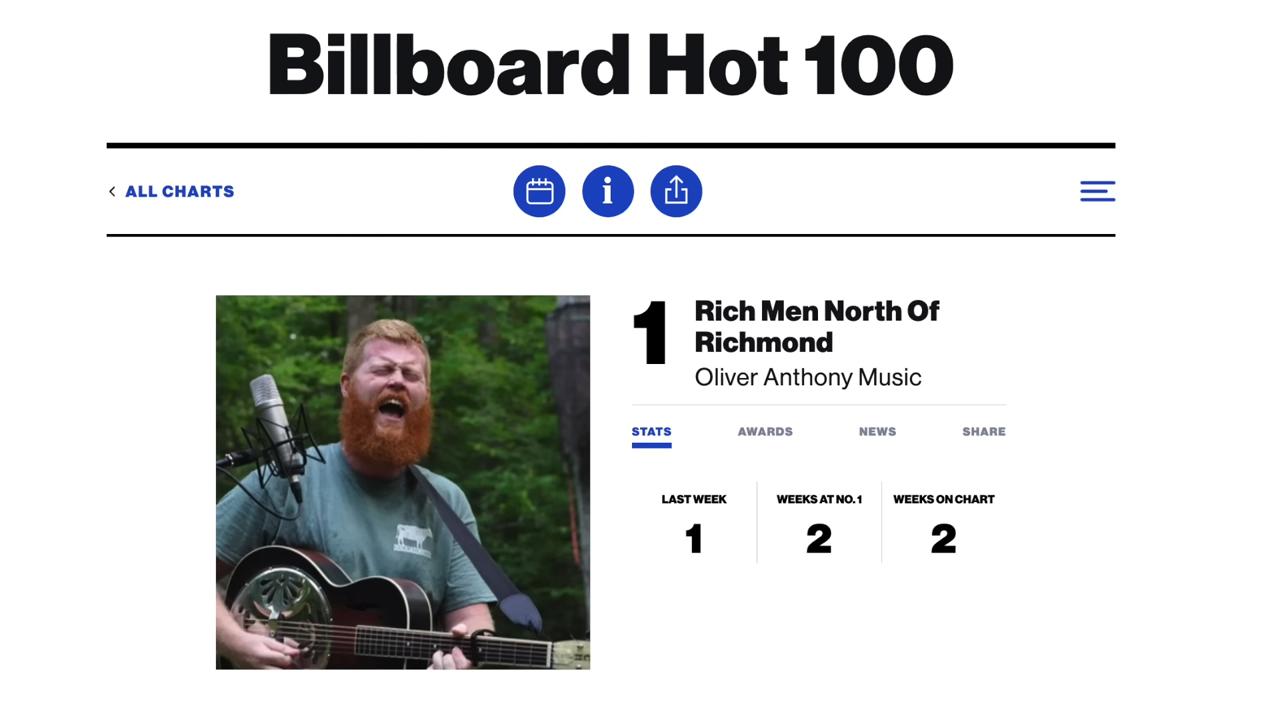 Billboard Hot 100
ALL CHARTS
1
Rich Men North Of
Richmond
Oliver Anthony Music
STATS
AWARDS
NEWS
SHARE
LAST WEEK
WEEKS AT NO. 1
WEEKS ON CHART
1
2
2